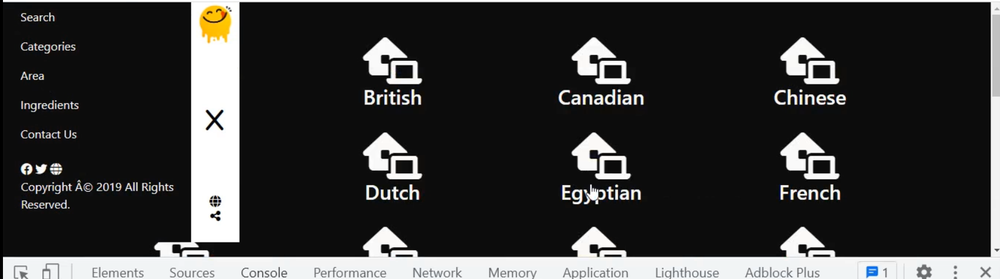 Search
Categories
Area
Ingredients
Contact Us
Copyright Â© 2019 All Rights
Reserved.
British
Canadian
Chinese
Dutch
Egyptian
French
Elements
Sources
Console
Performance
Network
Memory
Application
Lighthouse
Adblock Plus
1